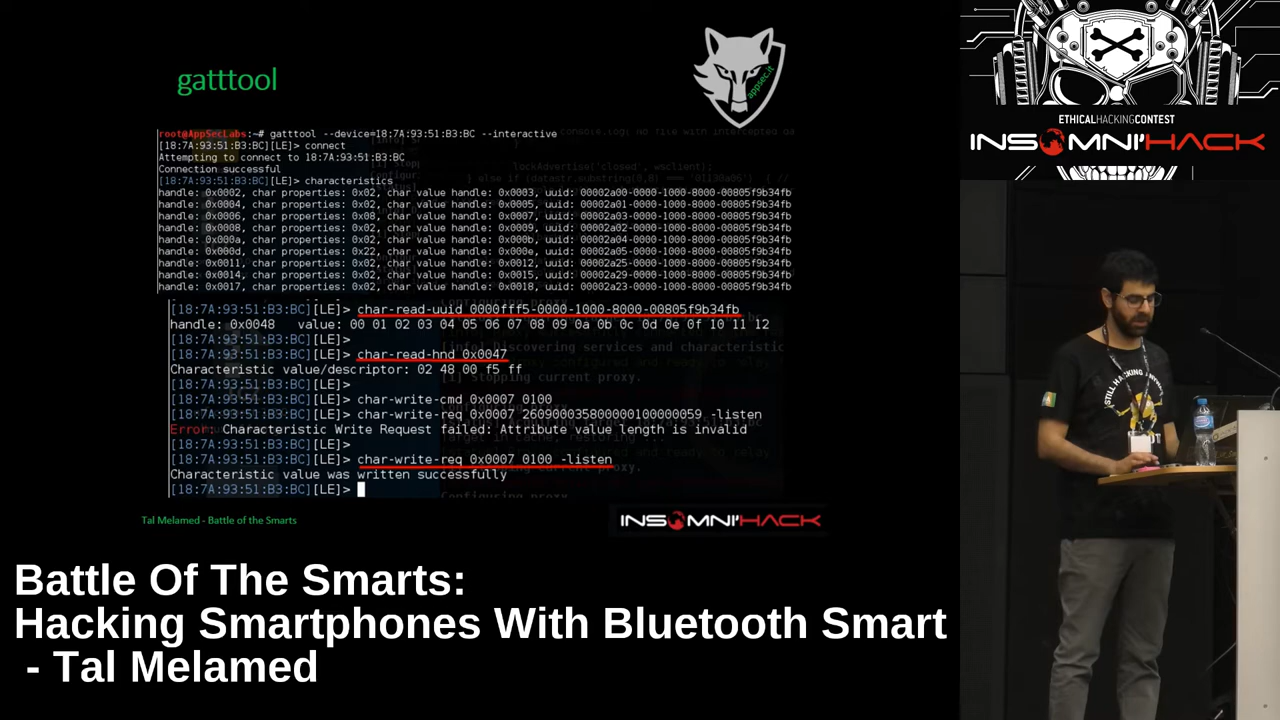 gatttool
appsec.it
root@AppSecLabs:~# gatttool --device=18:7A:93:51:B3:BC --interactive
[18:7A:93:51:B3:BC][LE]> connect
Attempting to connect to 18:7A:93:51:B3:BC
Connection successful
[18:7A:93:51:B3:BC][LE]> characteristics
handle: 0x0002, char properties: 0x02, char value handle: 0x0003, uuid: 00002a00-0000-1000-8000-00805f9b34fb
handle: 0x0004, char properties: 0x02, char value handle: 0x0005, uuid: 00002a01-0000-1000-8000-00805f9b34fb
handle: 0x0006, char properties: 0x08, char value handle: 0x0007, uuid: 00002a03-0000-1000-8000-00805f9b34fb
handle: 0x0008, char properties: 0x02, char value handle: 0x0009, uuid: 00002a02-0000-1000-8000-00805f9b34fb
handle: 0x000a, char properties: 0x02, char value handle: 0x000b, uuid: 00002a04-0000-1000-8000-00805f9b34fb
handle: 0x000d, char properties: 0x22, char value handle: 0x000e, uuid: 00002a05-0000-1000-8000-00805f9b34fb
handle: 0x0011, char properties: 0x02, char value handle: 0x0012, uuid: 00002a25-0000-1000-8000-00805f9b34fb
handle: 0x0014, char properties: 0x02, char value handle: 0x0015, uuid: 00002a29-0000-1000-8000-00805f9b34fb
handle: 0x0017, char properties: 0x02, char value handle: 0x0018, uuid: 00002a23-0000-1000-8000-00805f9b34fb
[18:7A:93:51:B3:BC][LE]> char-read-uuid 0000fff5-0000-1000-8000-00805f9b34fb
handle: 0x0048 value: 00 01 02 03 04 05 06 07 08 09 0a 0b 0c 0d 0e 0f 10 11 12
[18:7A:93:51:B3:BC][LE]>
[18:7A:93:51:B3:BC][LE]> char-read-hnd 0x0047
Characteristic value/descriptor: 02 48 00 f5 ff
[18:7A:93:51:B3:BC][LE]>
[18:7A:93:51:B3:BC][LE]> char-write-cmd 0x0007 0100
[18:7A:93:51:B3:BC][LE]> char-write-req 0x0007 2690900035800000100000059 -listen
Error: Characteristic Write Request failed: Attribute value length is invalid
[18:7A:93:51:B3:BC][LE]>
[18:7A:93:51:B3:BC][LE]> char-write-req 0x0007 0100 -listen
Characteristic value was written successfully
[18:7A:93:51:B3:BC][LE]>
Tal Melamed - Battle of the Smarts
INSOMNI'HACK
ETHICALHACKINGCONTEST
INSOMNI'HACK
STILL HACKING
Battle Of The Smarts:
Hacking Smartphones With Bluetooth Smart
- Tal Melamed